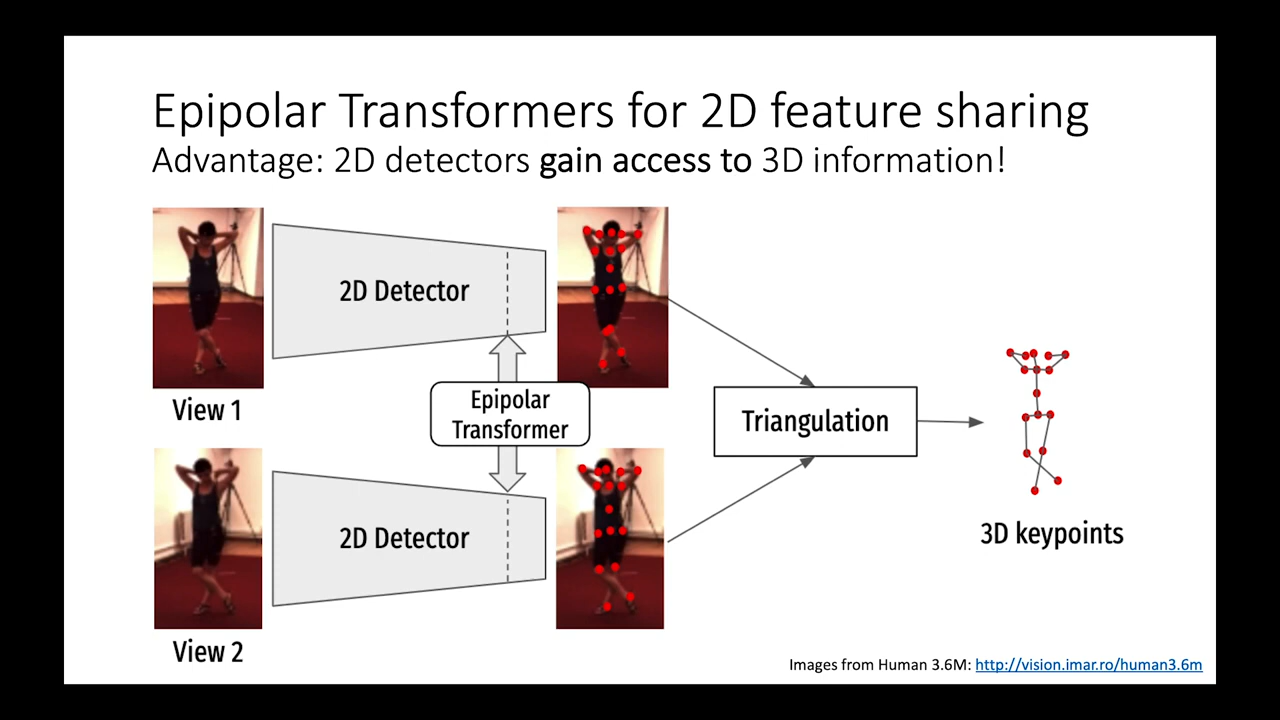 Epipolar Transformers for 2D feature sharing
Advantage: 2D detectors gain access to 3D information!
2D Detector
View 1
Epipolar
Transformer
Triangulation
2D Detector
3D keypoints
View 2
Images from Human 3.6M: http://vision.imar.ro/human3.6m